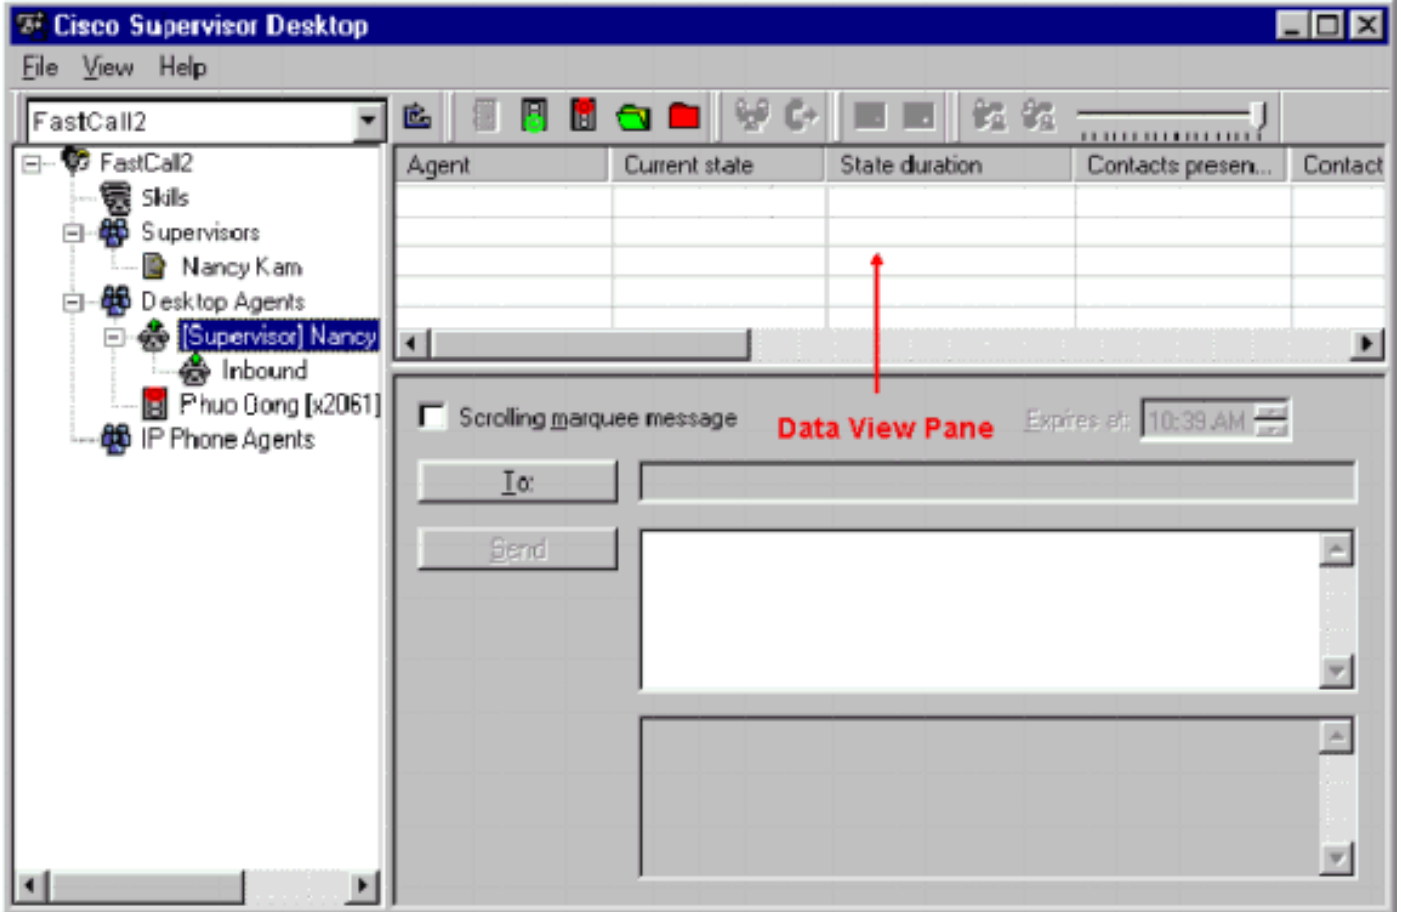 Cisco Supervisor Desktop
File View Help
FastCall2
Agent Current state State duration Contacts presen... Contact
FastCall2
Skills
Supervisors
Nancy Kam
Desktop Agents
[Supervisor] Nancy
Inbound
Phuo Dong [x2061]
IP Phone Agents
Scrolling marquee message
Data View Pane
Expires at: 10:39 AM
To:
Send